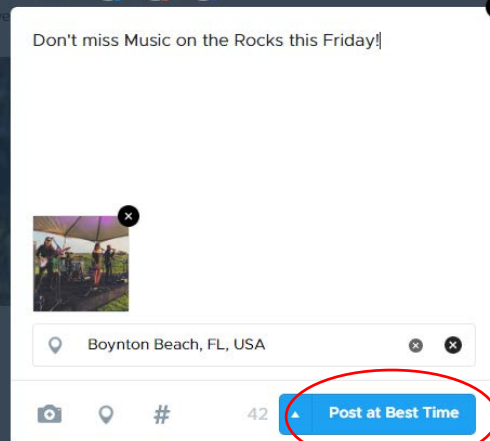 Don't miss Music on the Rocks this Friday!
Boynton Beach, FL, USA
# 42 Post at Best Time